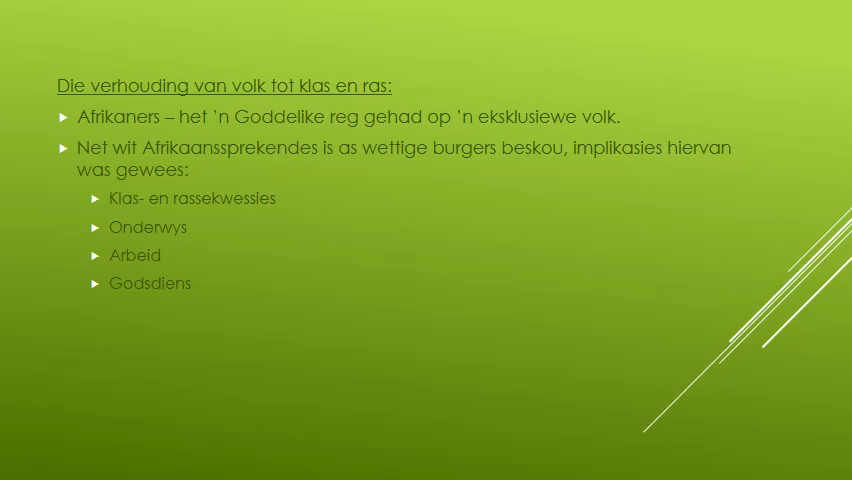 Die verhouding van volk tot klas en ras:
Afrikaners – het ’n Goddelike reg gehad op ’n eksklusiewe volk.
Net wit Afrikaanssprekendes is as wettige burgers beskou, implikasies hiervan
was gewees:
Klas- en rassekwessies
Onderwys
Arbeid
Godsdiens